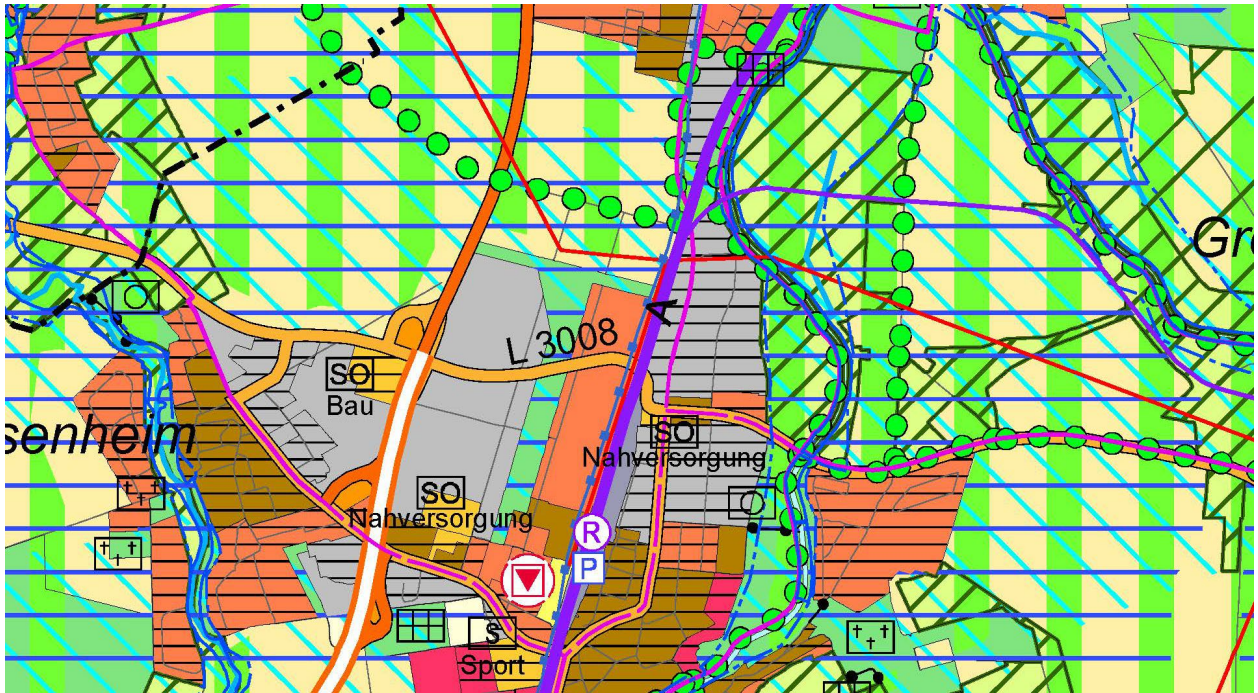 Gr
A
L 3008
SO
Bau
senheim
SO
Nahversorgung
SO
Nahversorgung
R
P
S
Sport